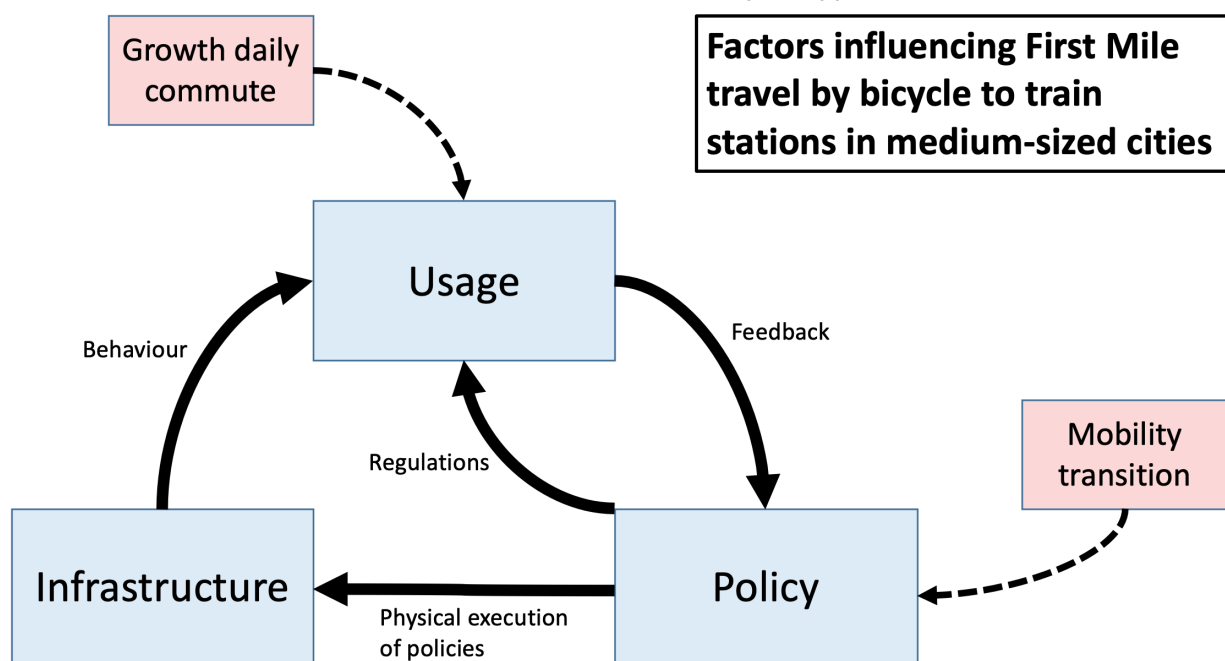 Growth daily
commute
Factors influencing First Mile
travel by bicycle to train
stations in medium-sized cities
Usage
Behaviour
Feedback
Regulations
Mobility
transition
Infrastructure
Policy
Physical execution
of policies